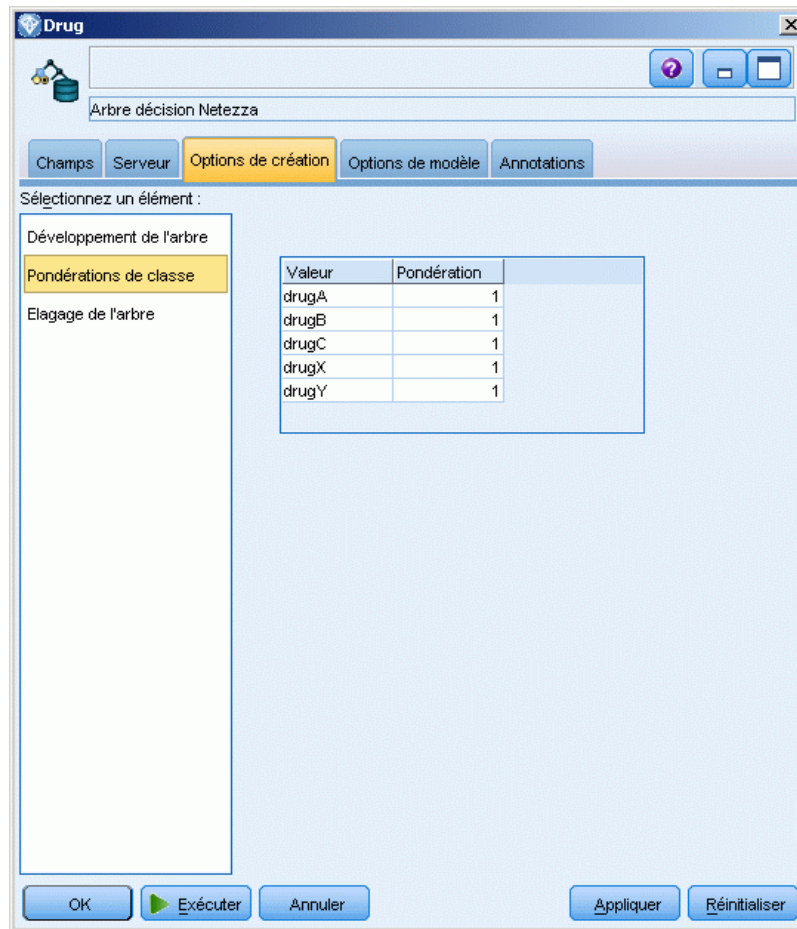 Drug
Arbre décision Netezza
Champs Serveur Options de création Options de modèle Annotations
Sélectionnez un élément :
Développement de l'arbre
Pondérations de classe
Elagage de l'arbre
Valeur Pondération
drugA 1
drugB 1
drugC 1
drugX 1
drugY 1
OK Exécuter Annuler Appliquer Réinitialiser